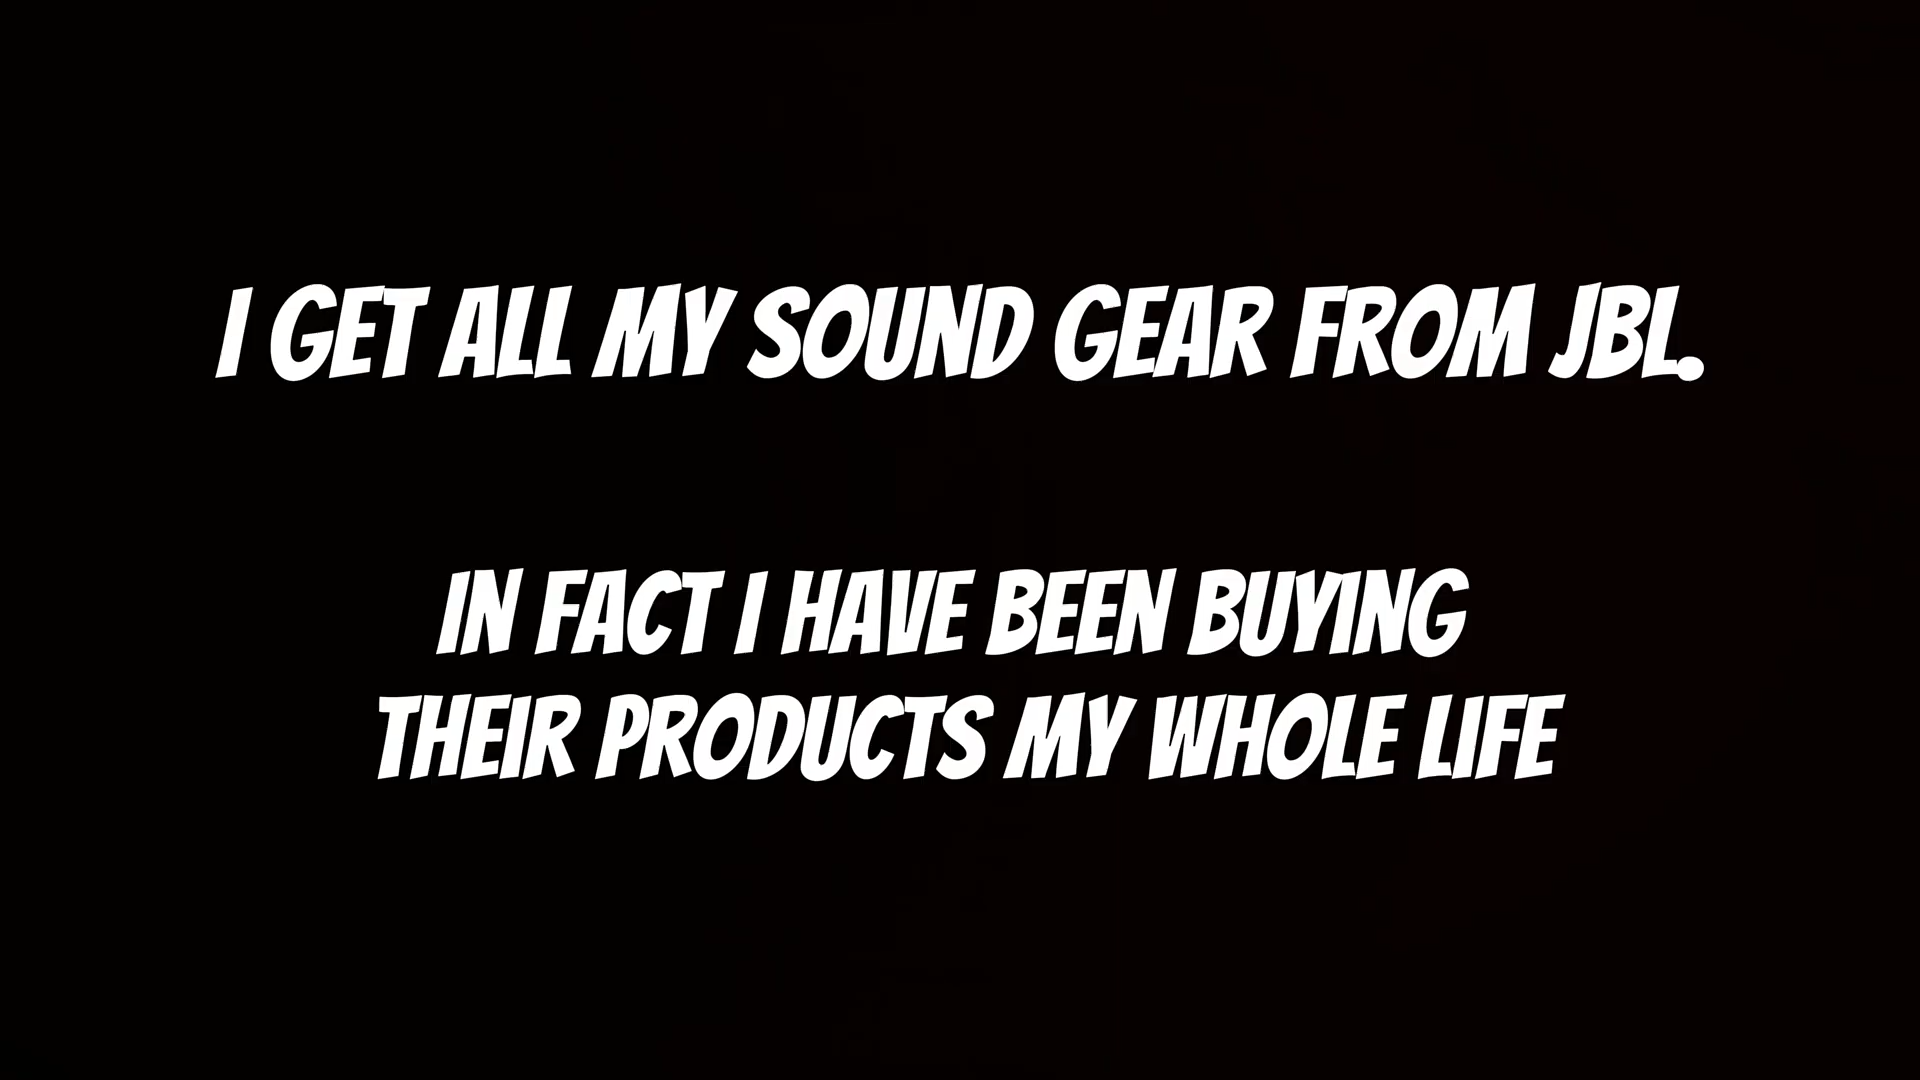 I GET ALL MY SOUND GEAR FROM JBL.
IN FACT I HAVE BEEN BUYING
THEIR PRODUCTS MY WHOLE LIFE